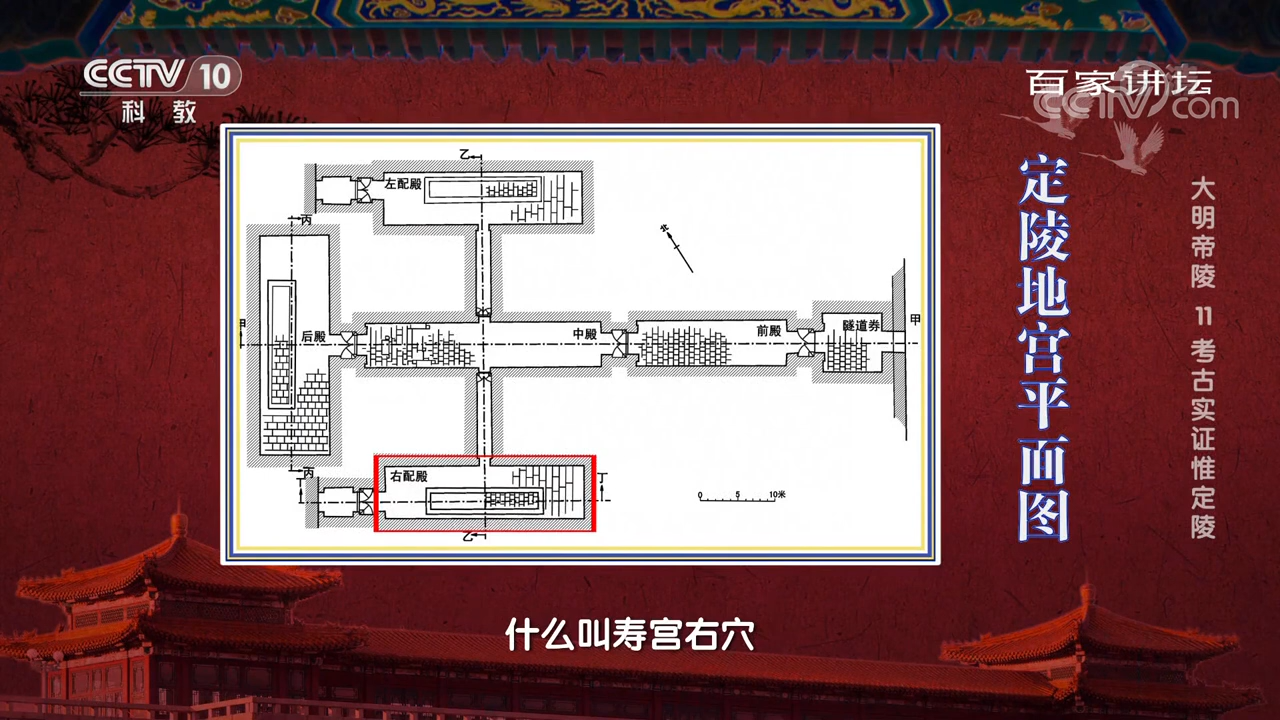 CCTV 10
科教
百家讲坛
cctv.com
乙
左配殿
丙
北
甲
后殿
中殿
前殿
隧道券
甲
丙
丁
右配殿
丁
0 5 10米
乙
定陵地宫平面图
大明帝陵 11 考古实证惟定陵
什么叫寿宫右穴